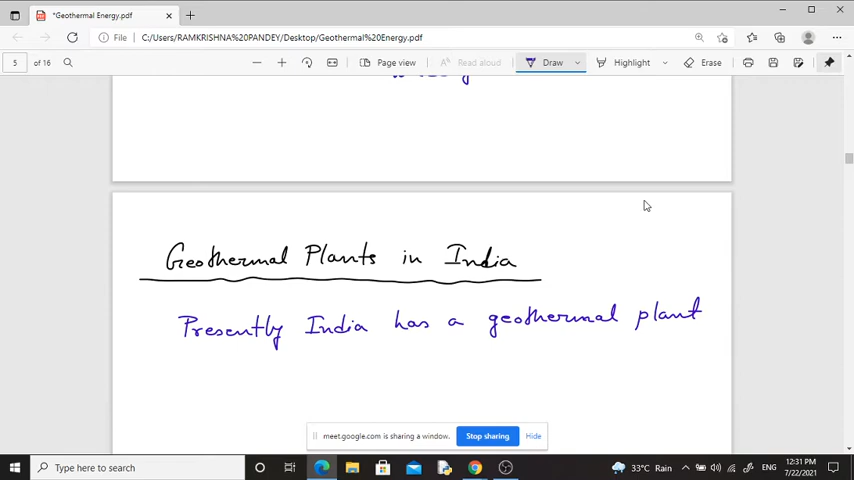 *Geothermal Energy.pdf
File
C:/Users/RAMKRISHNA%20PANDEY/Desktop/Geothermal%20Energy.pdf
5 of 16
Page view
Read aloud
Draw
Highlight
Erase
Geothermal Plants in India
Presently India has a geothermal plant
meet.google.com is sharing a window.
Stop sharing
Hide
Type here to search
33°C Rain
ENG
12:31 PM
7/22/2021